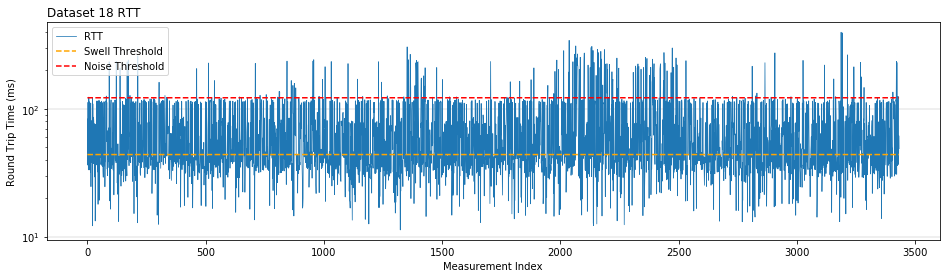 Dataset 18 RTT
RTT
Swell Threshold
Noise Threshold
Round Trip Time (ms)
10²
10¹
0 500 1000 1500 2000 2500 3000 3500
Measurement Index